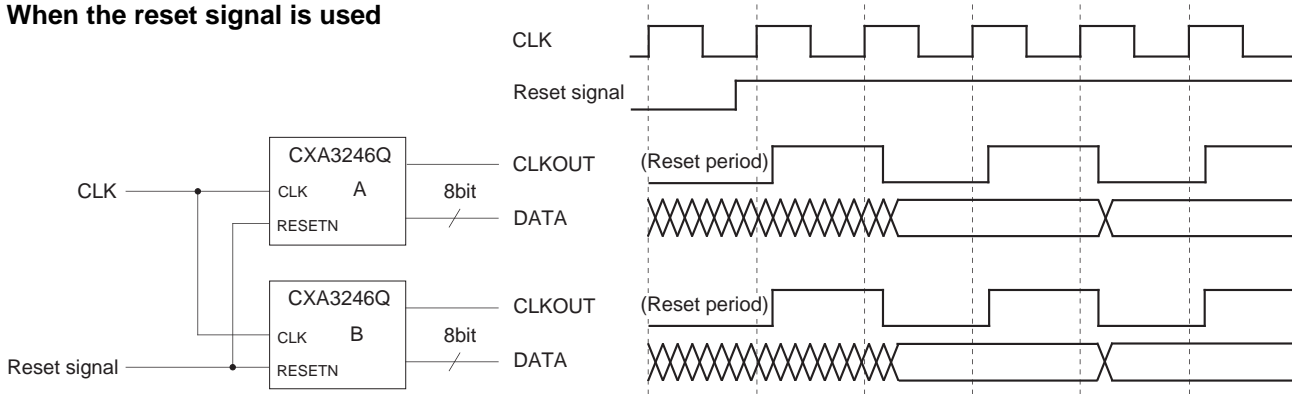 When the reset signal is used
CLK
Reset signal
CXA3246Q
CLK
A
RESETN
8bit
CLKOUT
(Reset period)
CLK
DATA
CXA3246Q
CLK
B
RESETN
8bit
CLKOUT
(Reset period)
Reset signal
DATA